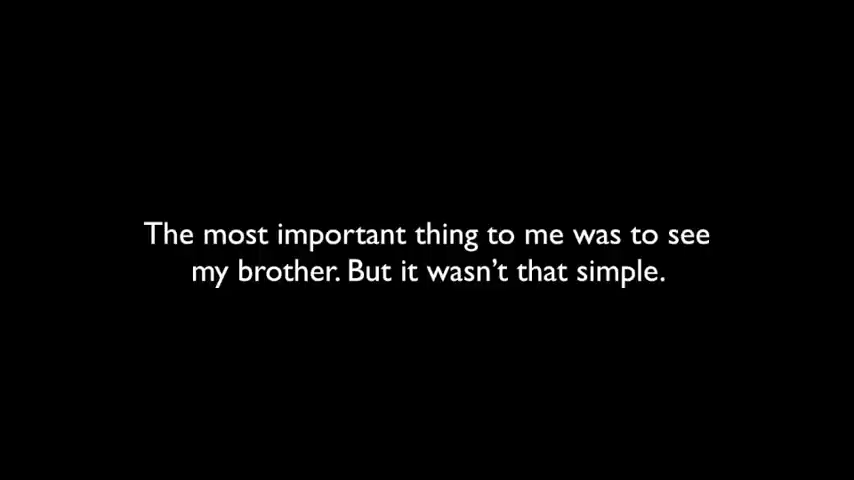 The most important thing to me was to see
my brother. But it wasn’t that simple.